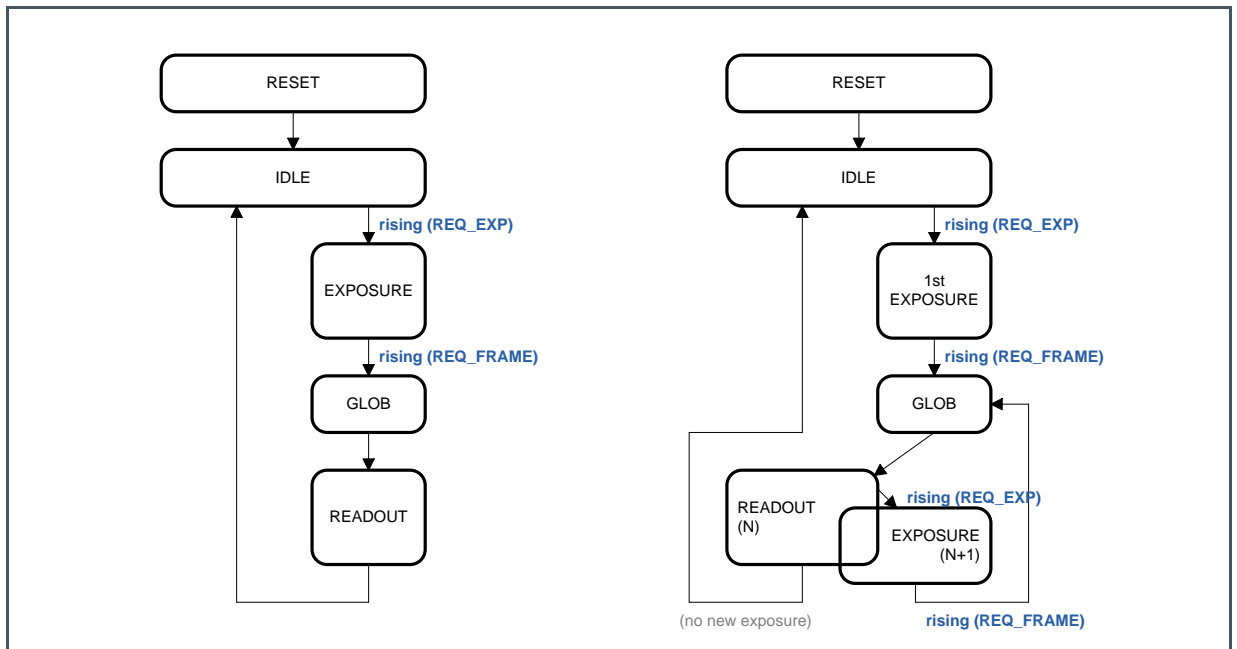 RESET
IDLE
rising (REQ_EXP)
EXPOSURE
rising (REQ_FRAME)
GLOB
READOUT
RESET
IDLE
rising (REQ_EXP)
1st
EXPOSURE
rising (REQ_FRAME)
GLOB
READOUT
(N)
rising (REQ_EXP)
EXPOSURE
(N+1)
(no new exposure)
rising (REQ_FRAME)